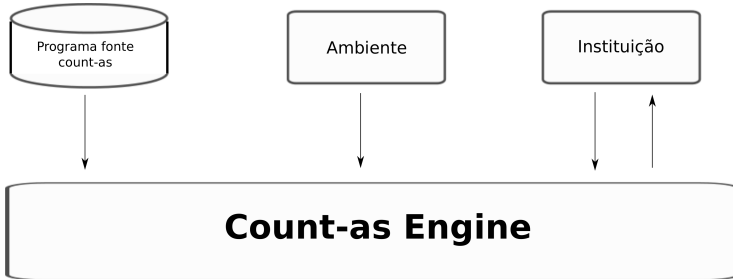 Programa fonte
count-as
Ambiente
Instituição
Count-as Engine